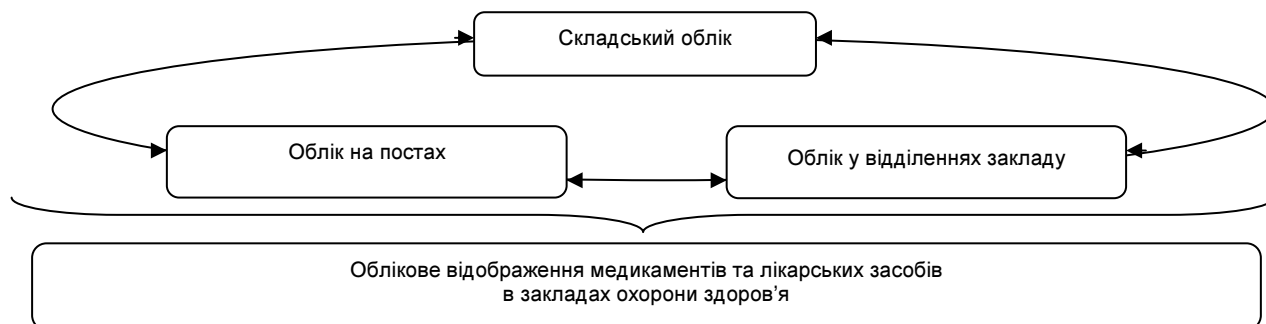 Складський облік
Облік на постах
Облік у відділеннях закладу
Облікове відображення медикаментів та лікарських засобів
в закладах охорони здоров’я